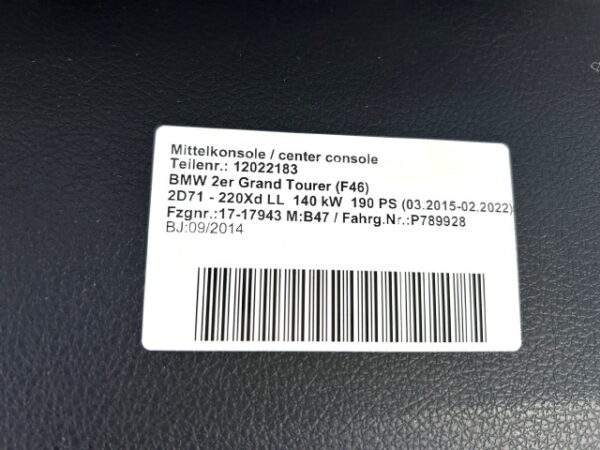 Mittelkonsole / center console
Teilenr.: 12022183
BMW 2er Grand Tourer (F46)
2D71 - 220Xd LL 140 kW 190 PS (03.2015-02.2022)
Fzgnr.:17-17943 M:B47 / Fahrg.Nr.:P789928
BJ:09/2014